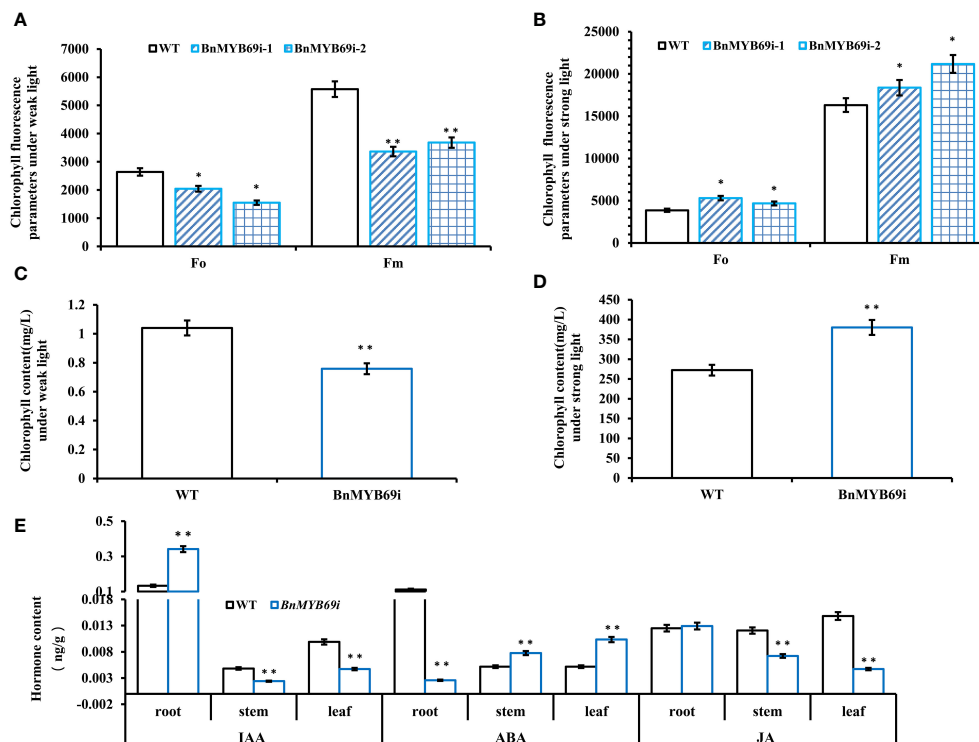 A
7000
6000
5000
4000
3000
2000
1000
0
Chlorophyll fluorescence
parameters under weak light
WT BnMYB69i-1 BnMYB69i-2
* * ** **
Fo Fm
B
25000
20000
15000
10000
5000
0
Chlorophyll fluorescence
parameters under strong light
WT BnMYB69i-1 BnMYB69i-2
* * * *
Fo Fm
C
1.2
1
0.8
0.6
0.4
0.2
0
Chlorophyll content(mg/L)
under weak light
**
WT BnMYB69i
D
450
400
350
300
250
200
150
100
50
0
Chlorophyll content(mg/L)
under strong light
**
WT BnMYB69i
E
0.5
0.3
0.1
0.018
0.013
0.008
0.003
-0.002
Hormone content
( ng/g )
WT BnMYB69i
** ** ** ** ** ** ** **
root stem leaf root stem leaf root stem leaf
IAA ABA JA